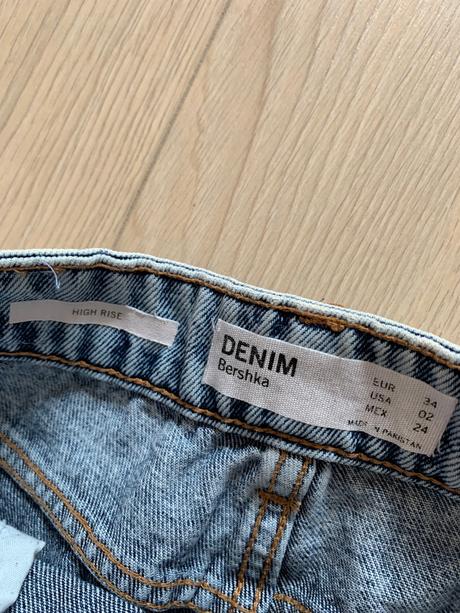 HIGH RISE
DENIM
Bershka
EUR 34
USA 02
MEX 24
MADE IN PAKISTAN